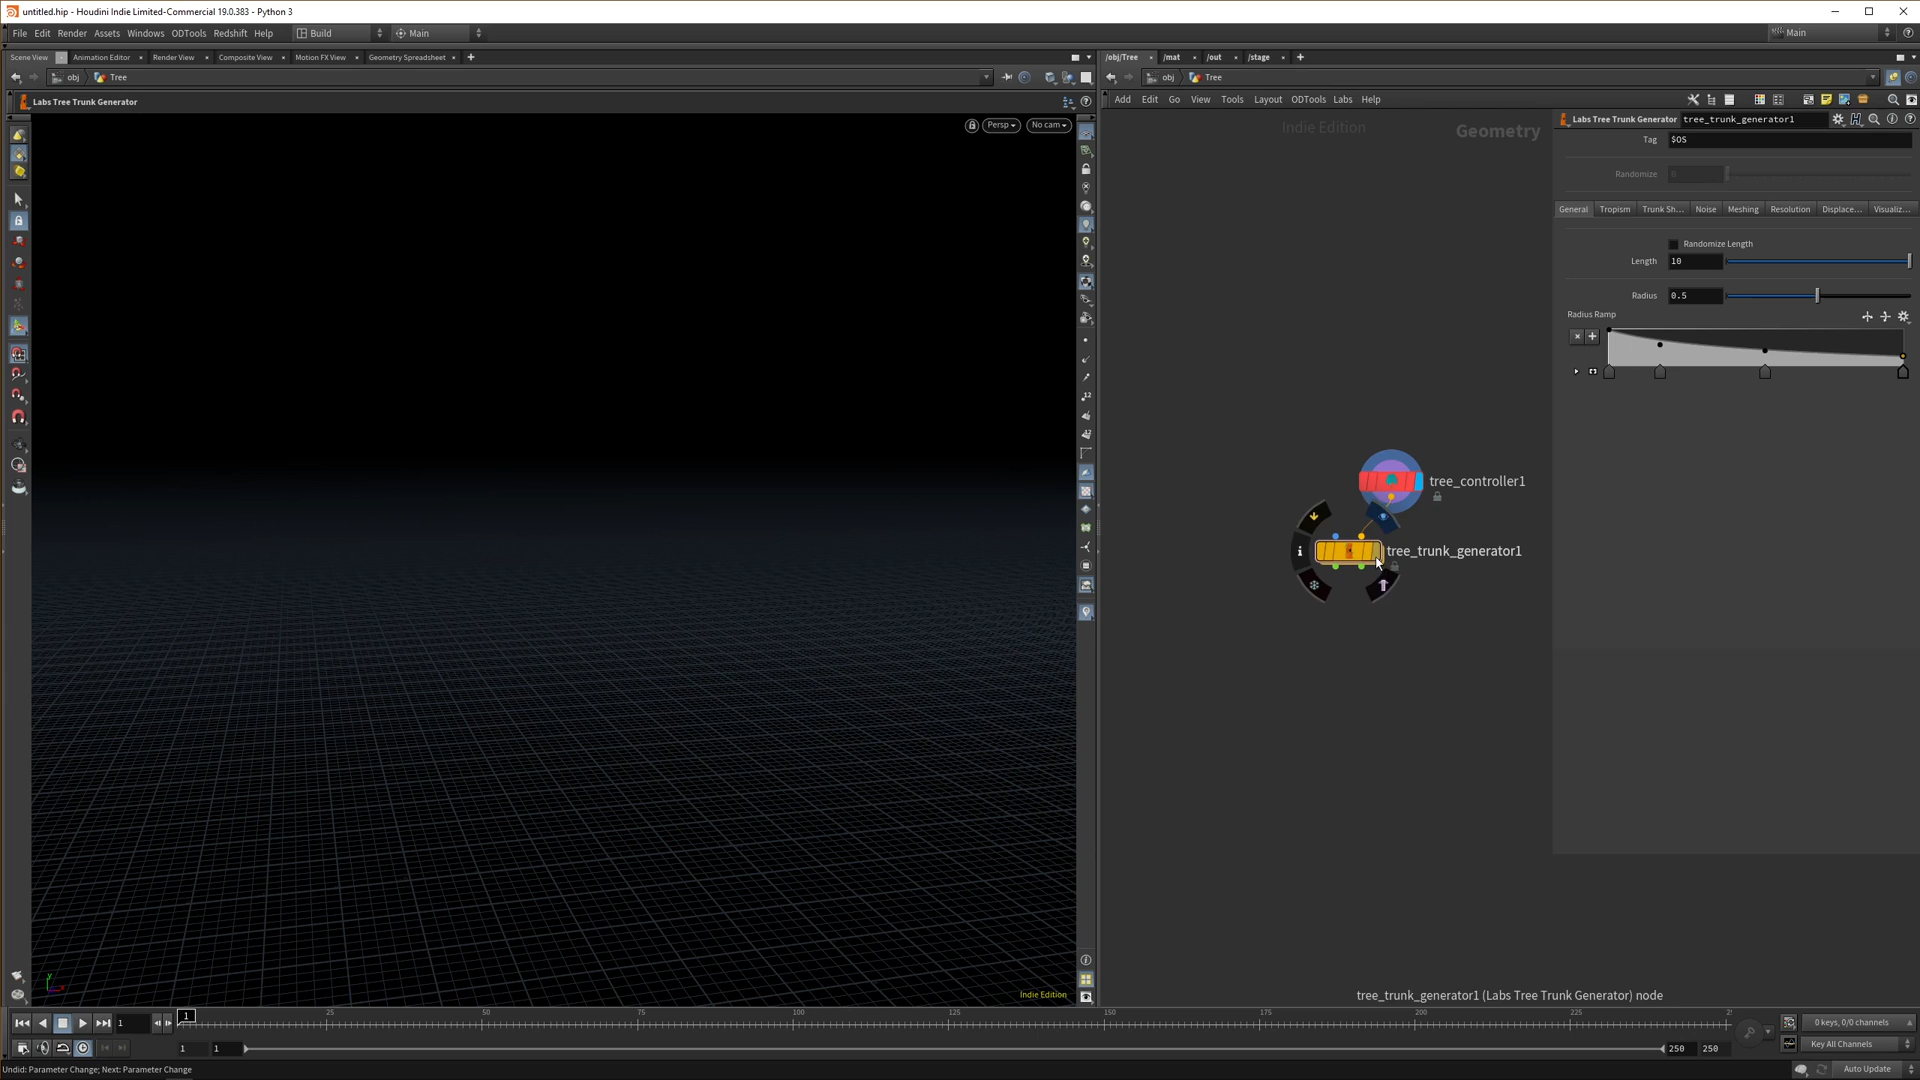 untitled.hip - Houdini Indie Limited-Commercial 19.0.383 - Python 3
File Edit Render Assets Windows ODTools Redshift Help Build Main Main
Scene View Animation Editor Render View Composite View Motion FX View Geometry Spreadsheet
/obj/Tree /mat /out /stage
obj Tree
obj Tree
Labs Tree Trunk Generator
Add Edit Go View Tools Layout ODTools Labs Help
Persp No cam
Indie Edition
Geometry
Labs Tree Trunk Generator tree_trunk_generator1
Tag $OS
Randomize 0
General Tropism Trunk Sh... Noise Meshing Resolution Displace... Visualiz...
Randomize Length
Length 10
Radius 0.5
Radius Ramp
tree_controller1
tree_trunk_generator1
Indie Edition
tree_trunk_generator1 (Labs Tree Trunk Generator) node
1 1 25 50 75 100 125 150 175 200 225
0 keys, 0/0 channels
1 1 250 250
Key All Channels
Undid: Parameter Change; Next: Parameter Change
Auto Update